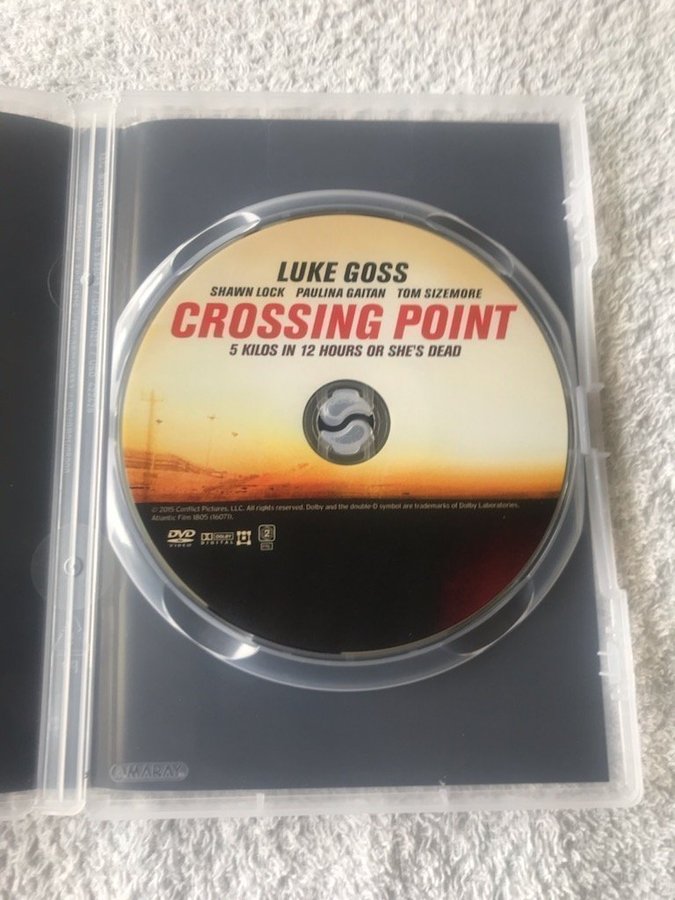 LUKE GOSS
SHAWN LOCK PAULINA GAITAN TOM SIZEMORE
CROSSING POINT
5 KILOS IN 12 HOURS OR SHE'S DEAD
© 2015 Conflict Pictures, LLC. All rights reserved. Dolby and the double-D symbol are trademarks of Dolby Laboratories.
Atlantic Film 1805 (16071).
DVD VIDEO DOLBY DIGITAL 2
AMARAY